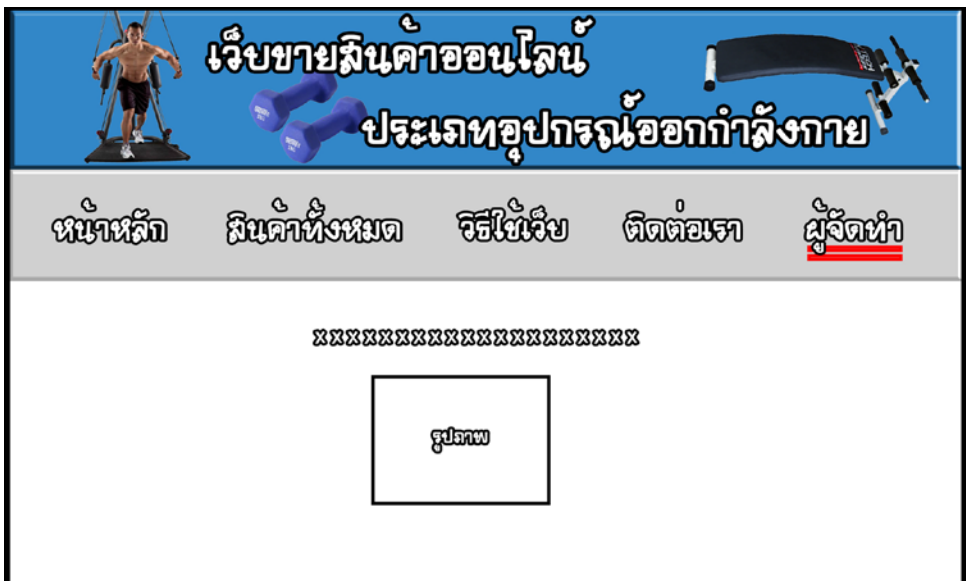 เว็บขายสินค้าออนไลน์
ประเภทอุปกรณ์ออกกำลังกาย
หน้าหลัก สินค้าทั้งหมด วิธีใช้เว็บ ติดต่อเรา ผู้จัดทำ
xxxxxxxxxxxxxxxxxxxx
รูปภาพ